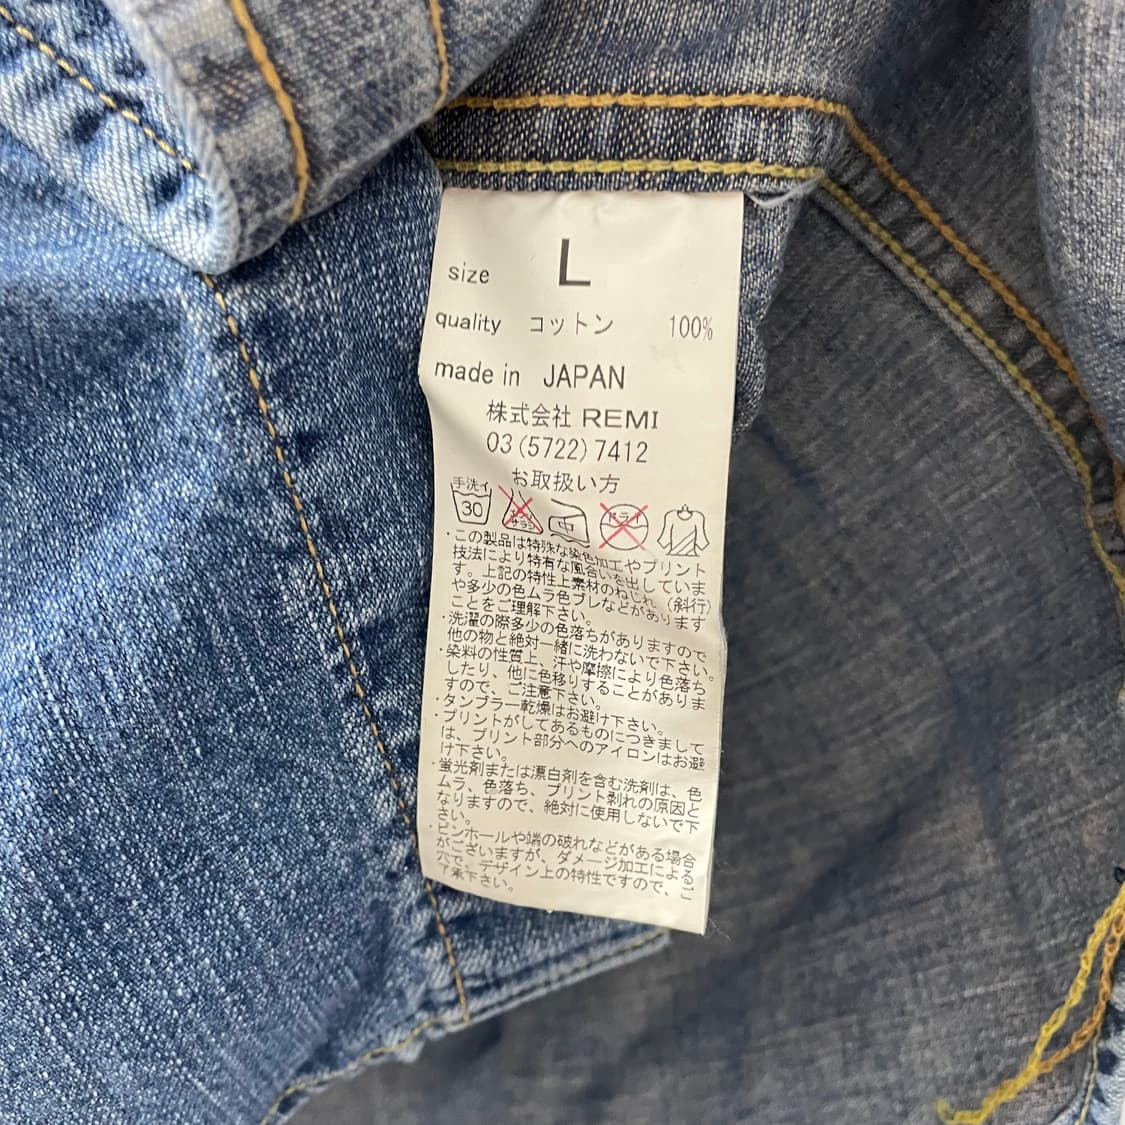 size L
quality コットン 100%
made in JAPAN
株式会社 REMI
03(5722)7412
お取扱い方
手洗イ 30 エンソサラシ 中 ドライ
・この製品は特殊な染色加工やプリント
技法により特有な風合いを出していま
す。上記の特性上素材のねじれ（斜行）
や多少の色ムラ色ブレなどがあります
ことをご理解下さい。
・洗濯の際多少の色落ちがありますので
他の物と絶対一緒に洗わないで下さい。
・染料の性質上、汗や摩擦により色落ち
したり、他に色移りすることがありま
すので、ご注意下さい。
・タンブラー乾燥はお避け下さい。
・プリントがしてあるものにつきまして
は、プリント部分へのアイロンはお避
け下さい。
・蛍光剤または漂白剤を含む洗剤は、色
ムラ、色落ち、プリント剥れの原因と
なりますので、絶対に使用しないで下
さい。
・ピンホールや端の破れなどがある場合
がございますが、ダメージ加工による
穴で、デザイン上の特性ですので、ご
了承下さい。